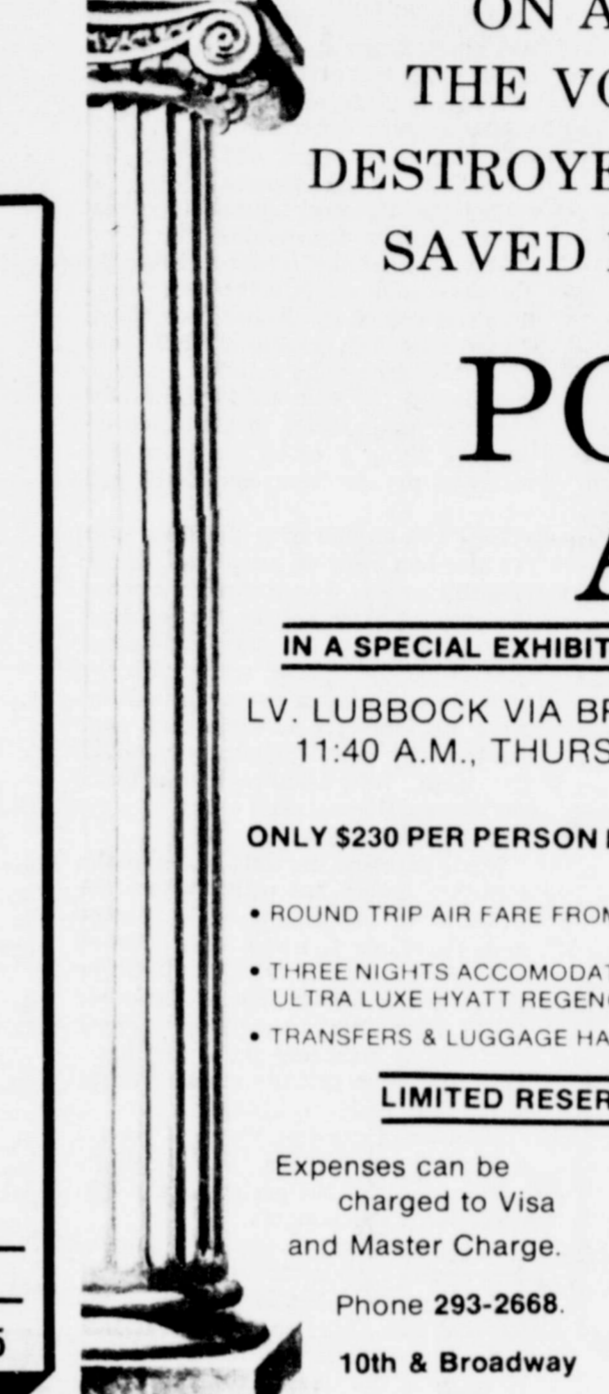 ON A
THE VO
DESTROYE
SAVED
PO
A
IN A SPECIAL EXHIBIT
LV. LUBBOCK VIA BR
11:40 A.M., THURS
ONLY $230 PER PERSON
• ROUND TRIP AIR FARE FROM
• THREE NIGHTS ACCOMODAT
ULTRA LUXE HYATT REGENC
• TRANSFERS & LUGGAGE HA
LIMITED RESER
Expenses can be
charged to Visa
and Master Charge.
Phone 293-2668.
10th & Broadway